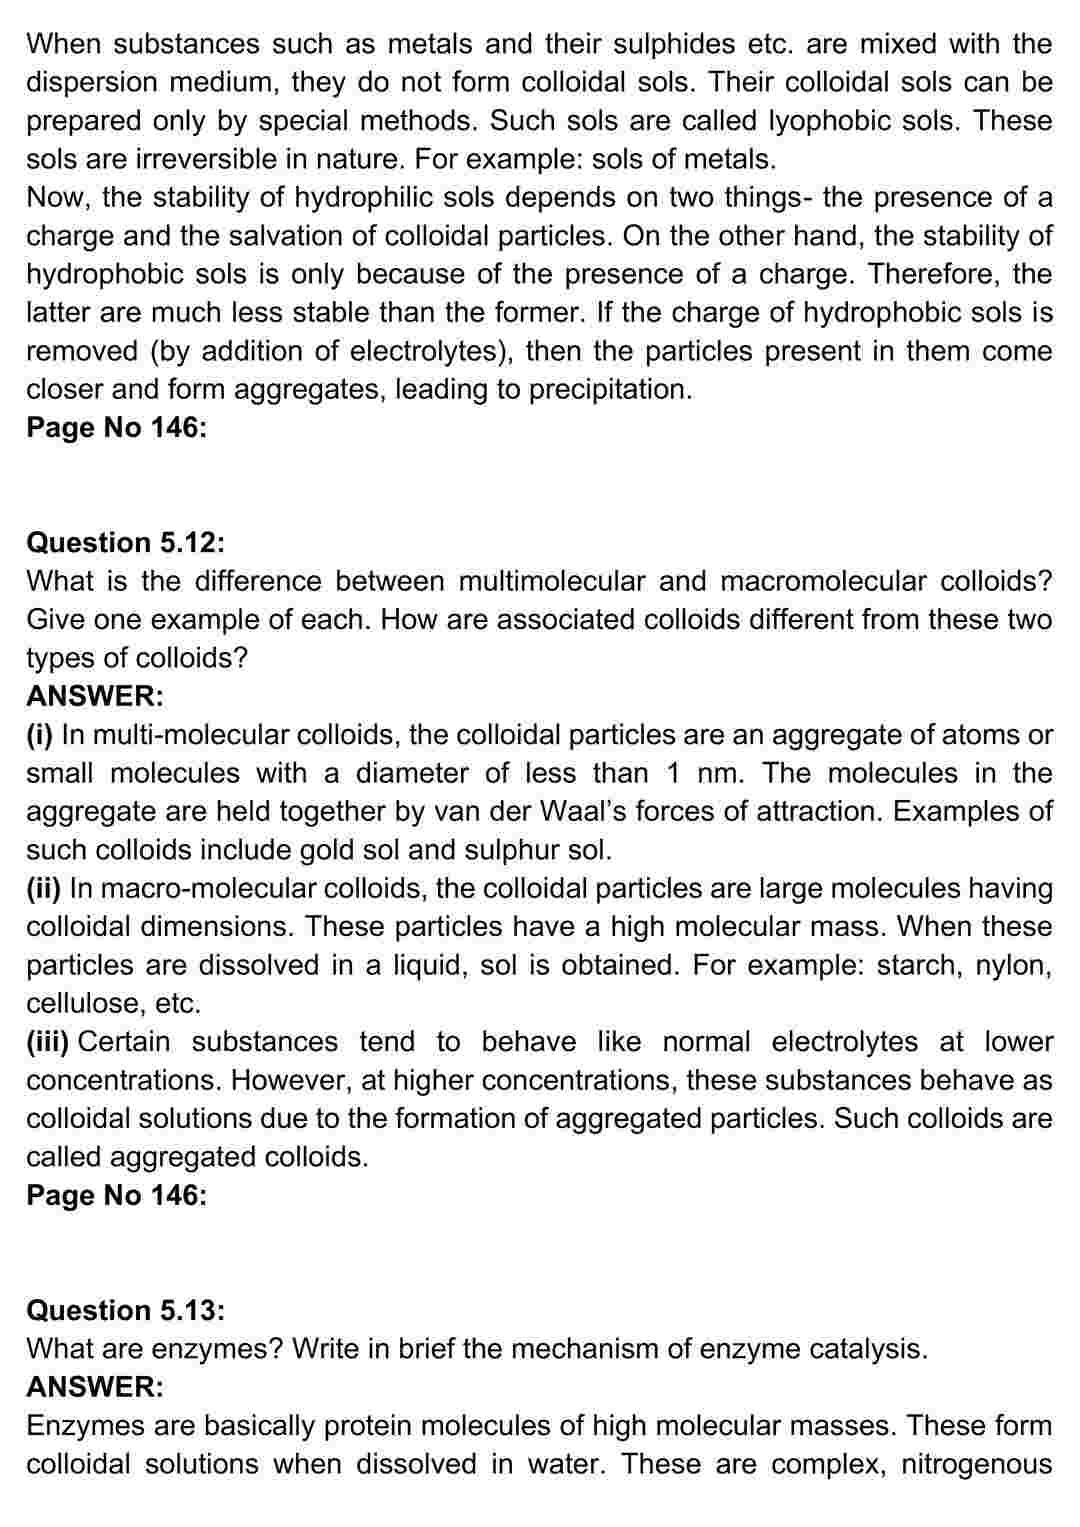 When substances such as metals and their sulphides etc. are mixed with the
dispersion medium, they do not form colloidal sols. Their colloidal sols can be
prepared only by special methods. Such sols are called lyophobic sols. These
sols are irreversible in nature. For example: sols of metals.
Now, the stability of hydrophilic sols depends on two things- the presence of a
charge and the salvation of colloidal particles. On the other hand, the stability of
hydrophobic sols is only because of the presence of a charge. Therefore, the
latter are much less stable than the former. If the charge of hydrophobic sols is
removed (by addition of electrolytes), then the particles present in them come
closer and form aggregates, leading to precipitation.
Page No 146:
Question 5.12:
What is the difference between multimolecular and macromolecular colloids?
Give one example of each. How are associated colloids different from these two
types of colloids?
ANSWER:
(i) In multi-molecular colloids, the colloidal particles are an aggregate of atoms or
small molecules with a diameter of less than 1 nm. The molecules in the
aggregate are held together by van der Waal’s forces of attraction. Examples of
such colloids include gold sol and sulphur sol.
(ii) In macro-molecular colloids, the colloidal particles are large molecules having
colloidal dimensions. These particles have a high molecular mass. When these
particles are dissolved in a liquid, sol is obtained. For example: starch, nylon,
cellulose, etc.
(iii) Certain substances tend to behave like normal electrolytes at lower
concentrations. However, at higher concentrations, these substances behave as
colloidal solutions due to the formation of aggregated particles. Such colloids are
called aggregated colloids.
Page No 146:
Question 5.13:
What are enzymes? Write in brief the mechanism of enzyme catalysis.
ANSWER:
Enzymes are basically protein molecules of high molecular masses. These form
colloidal solutions when dissolved in water. These are complex, nitrogenous